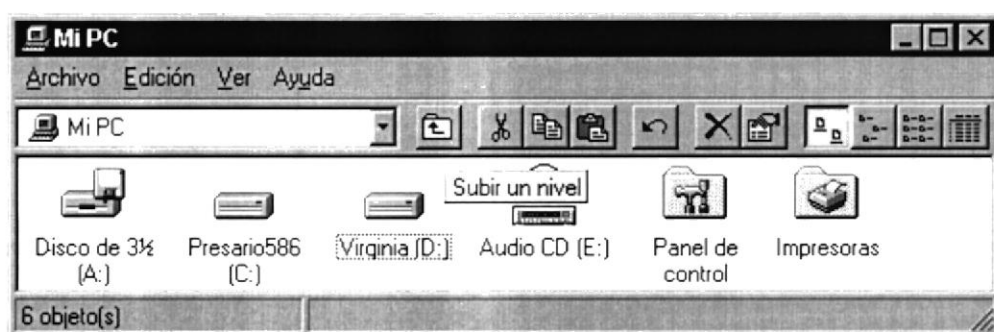 Mi PC
Archivo Edición Ver Ayuda
Mi PC
Subir un nivel
Disco de 3½ (A:)
Presario586 (C:)
Virginia (D:)
Audio CD (E:)
Panel de control
Impresoras
6 objeto(s)